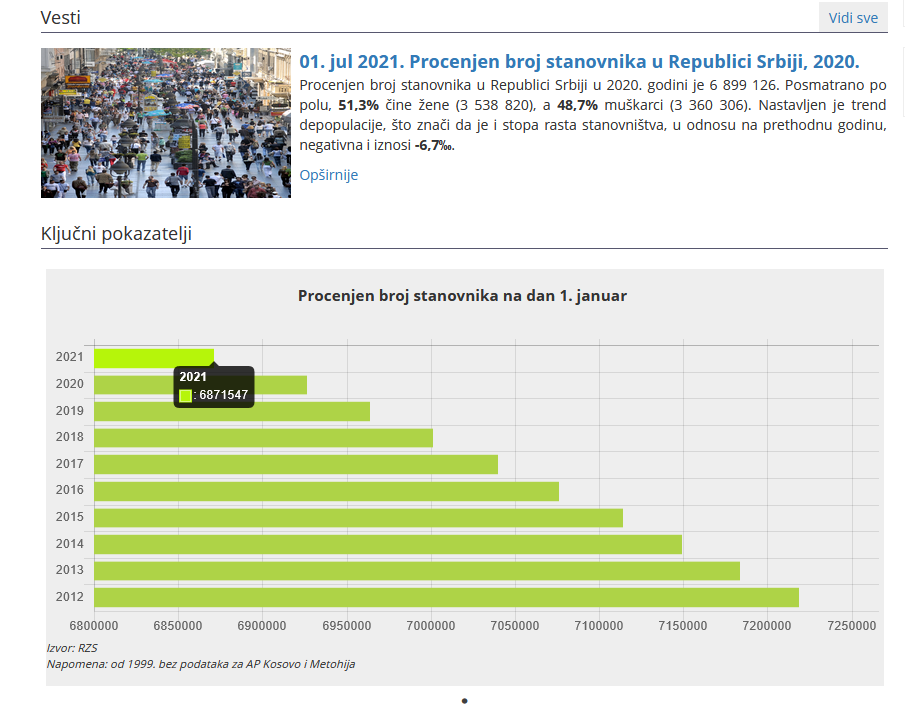 Vesti
Vidi sve
01. jul 2021. Procenjen broj stanovnika u Republici Srbiji, 2020.
Procenjen broj stanovnika u Republici Srbiji u 2020. godini je 6 899 126. Posmatrano po
polu, 51,3% čine žene (3 538 820), a 48,7% muškarci (3 360 306). Nastavljen je trend
depopulacije, što znači da je i stopa rasta stanovništva, u odnosu na prethodnu godinu,
negativna i iznosi -6,7‰.
Opširnije
Ključni pokazatelji
Procenjen broj stanovnika na dan 1. januar
2021
2021
: 6871547
2020
2019
2018
2017
2016
2015
2014
2013
2012
6800000 6850000 6900000 6950000 7000000 7050000 7100000 7150000 7200000 7250000
Izvor: RZS
Napomena: od 1999. bez podataka za AP Kosovo i Metohija